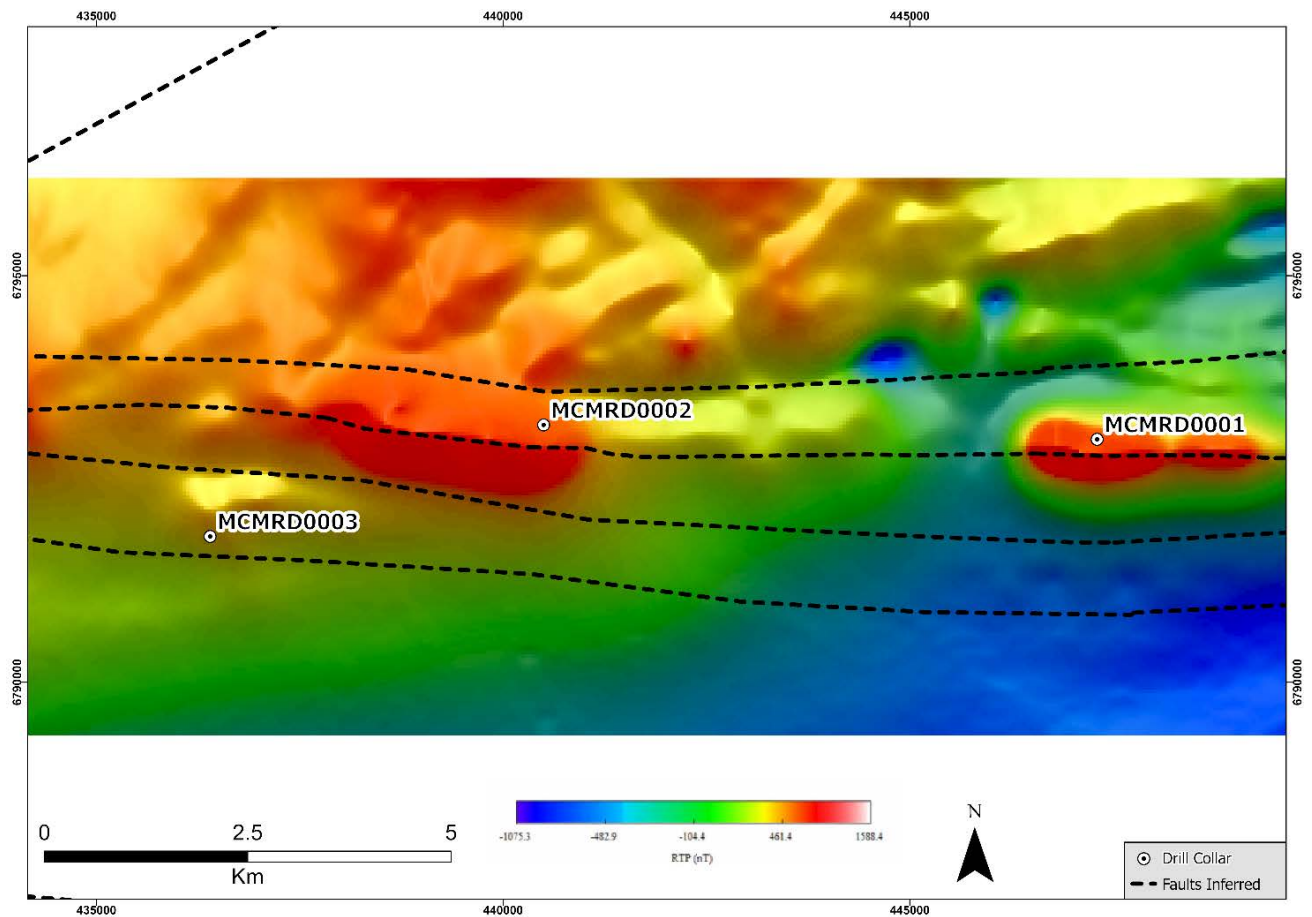 435000
440000
445000
6795000
6795000
MCMRD0002
MCMRD0001
MCMRD0003
6790000
6790000
0
2.5
5
Km
-1075.3
-482.9
-104.4
461.4
1588.4
RTP (nT)
N
Drill Collar
Faults Inferred
435000
440000
445000